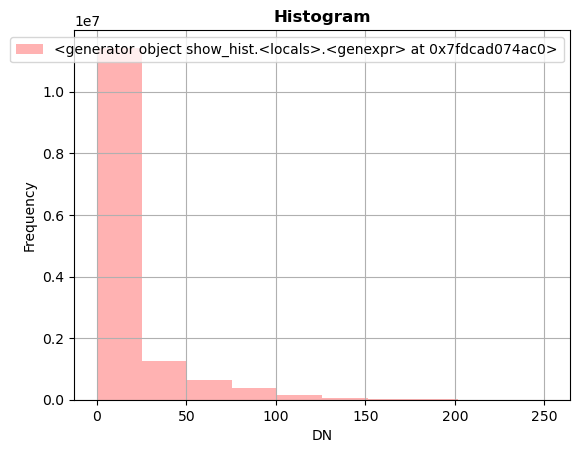 Histogram
1e7
<generator object show_hist.<locals>.<genexpr> at 0x7fdcad074ac0>
1.0
0.8
0.6
0.4
0.2
0.0
Frequency
0 50 100 150 200 250
DN